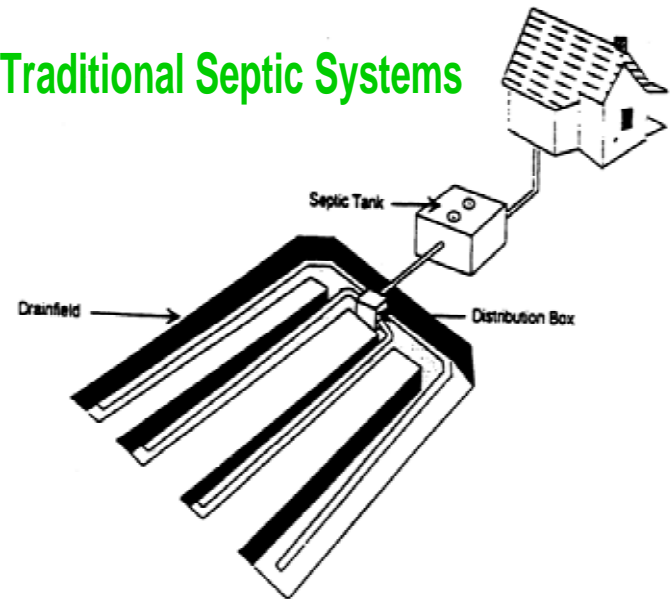 Traditional Septic Systems
Septic Tank
Drainfield
Distribution Box